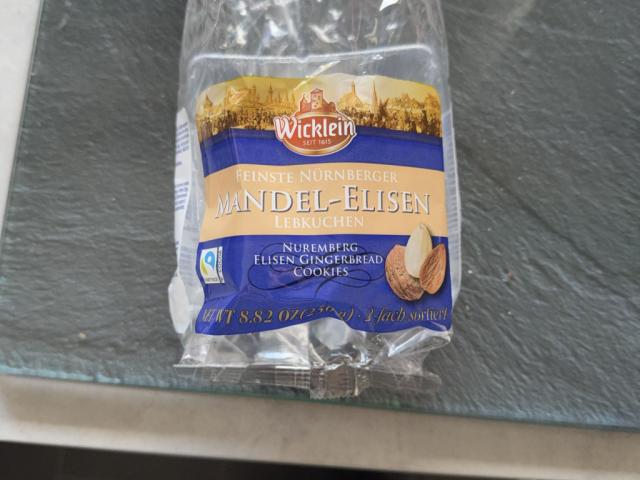 Wicklein
SEIT 1615
FEINSTE NÜRNBERGER
MANDEL-ELISEN
LEBKUCHEN
NUREMBERG
ELISEN GINGERBREAD
COOKIES
NET WT 8.82 OZ (250 g) · 3-fach sortiert